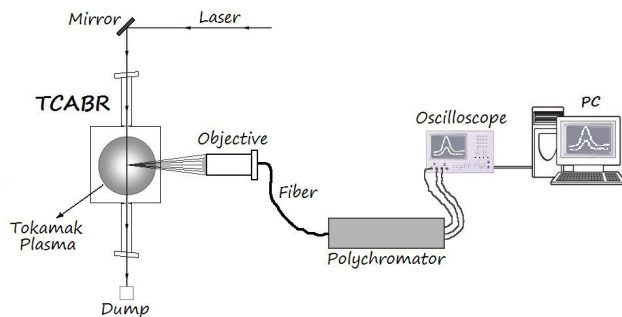 Mirror
Laser
TCABR
Objective
Oscilloscope
PC
Fiber
Tokamak
Plasma
Polychromator
Dump